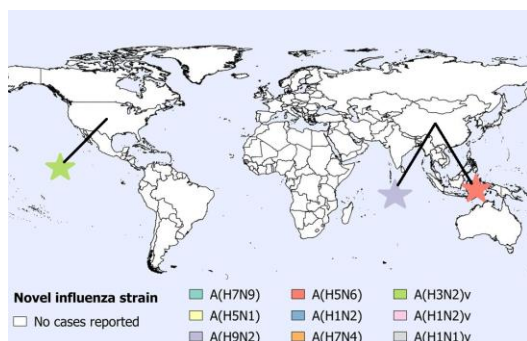 A(H7N9) A(H5N6) A(H3N2)v
Novel influenza strain A(H5N1) A(H1N2) A(H1N2)v
No cases reported A(H9N2) A(H7N4) A(H1N1)v